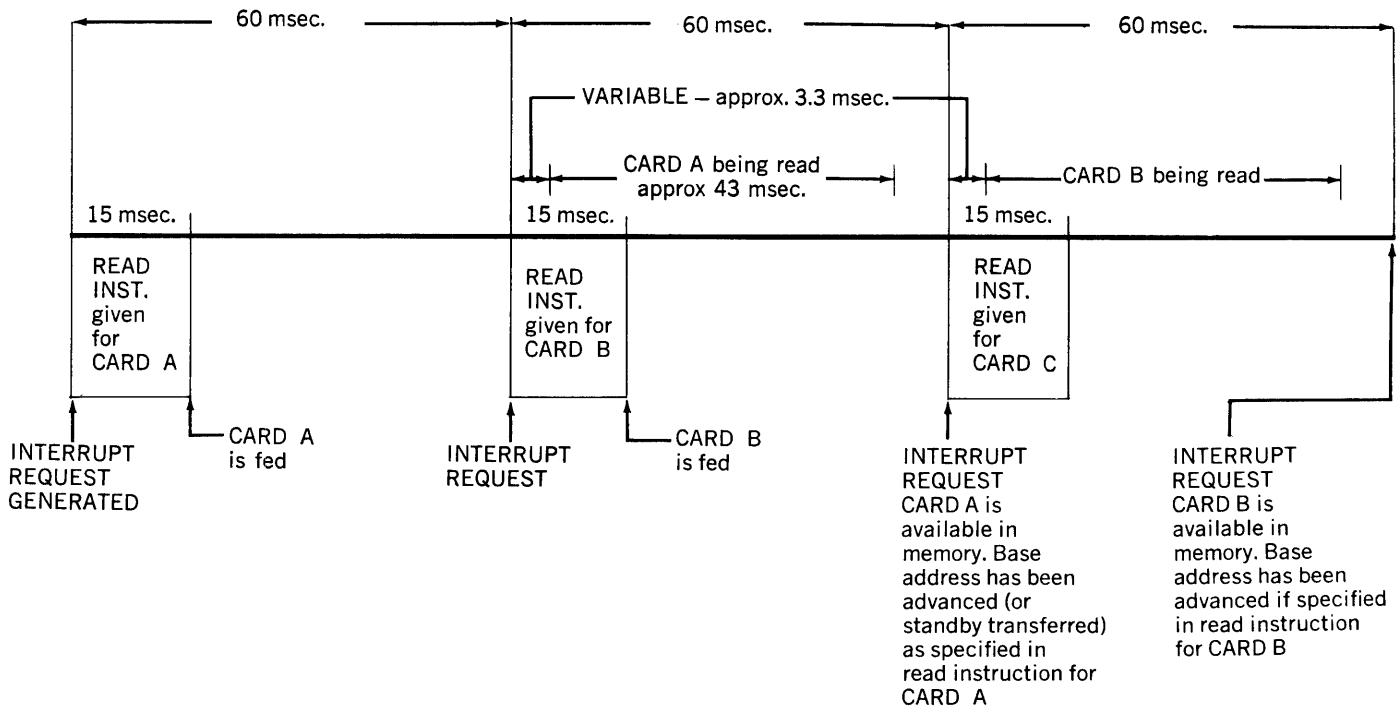 60 msec.
60 msec.
60 msec.
VARIABLE – approx. 3.3 msec.
CARD A being read
approx 43 msec.
CARD B being read
15 msec.
15 msec.
15 msec.
READ
INST.
given
for
CARD A
READ
INST.
given for
CARD B
READ
INST.
given
for
CARD C
INTERRUPT
REQUEST
GENERATED
CARD A
is fed
INTERRUPT
REQUEST
CARD B
is fed
INTERRUPT
REQUEST
CARD A is
available in
memory. Base
address has been
advanced (or
standby transferred)
as specified in
read instruction for
CARD A
INTERRUPT
REQUEST
CARD B is
available in
memory. Base
address has been
advanced if specified
in read instruction
for CARD B